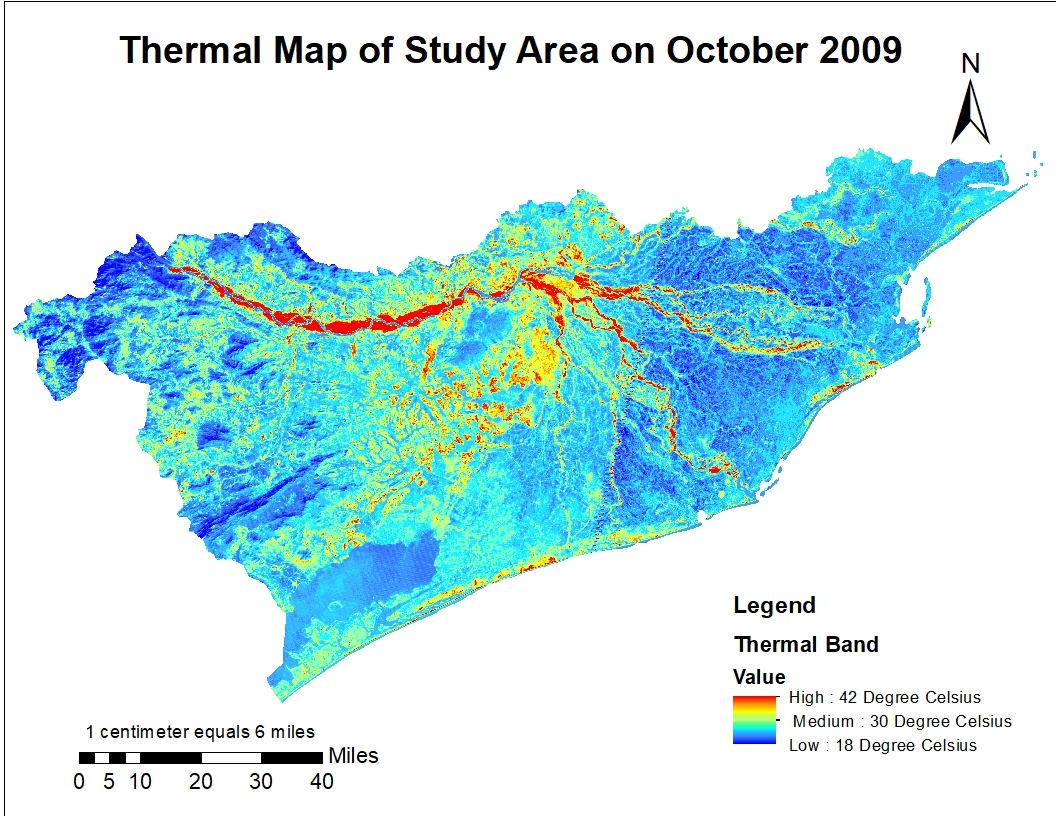 Thermal Map of Study Area on October 2009
N
Legend
Thermal Band
Value
High : 42 Degree Celsius
Medium : 30 Degree Celsius
Low : 18 Degree Celsius
1 centimeter equals 6 miles
Miles
0 5 10 20 30 40